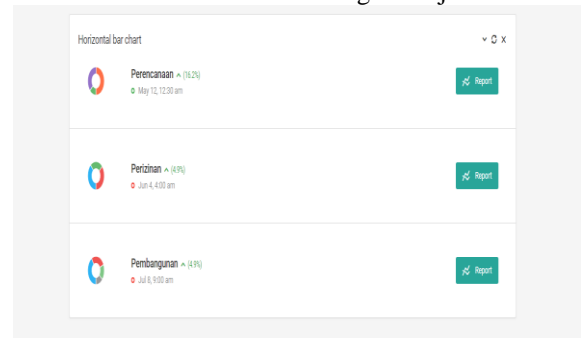 Horizontal bar chart
Perencanaan (16.2%)
May 12, 12:30 am
Report
Perizinan (4.9%)
Jun 4, 4:00 am
Report
Pembangunan (4.9%)
Jul 8, 9:00 am
Report